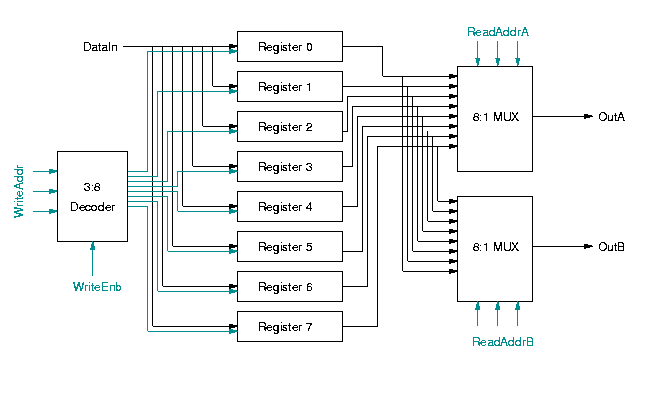 ReadAddrA
DataIn
Register 0
Register 1
8:1 MUX
OutA
Register 2
Register 3
WriteAddr
3:8
Decoder
Register 4
Register 5
8:1 MUX
OutB
WriteEnb
Register 6
Register 7
ReadAddrB